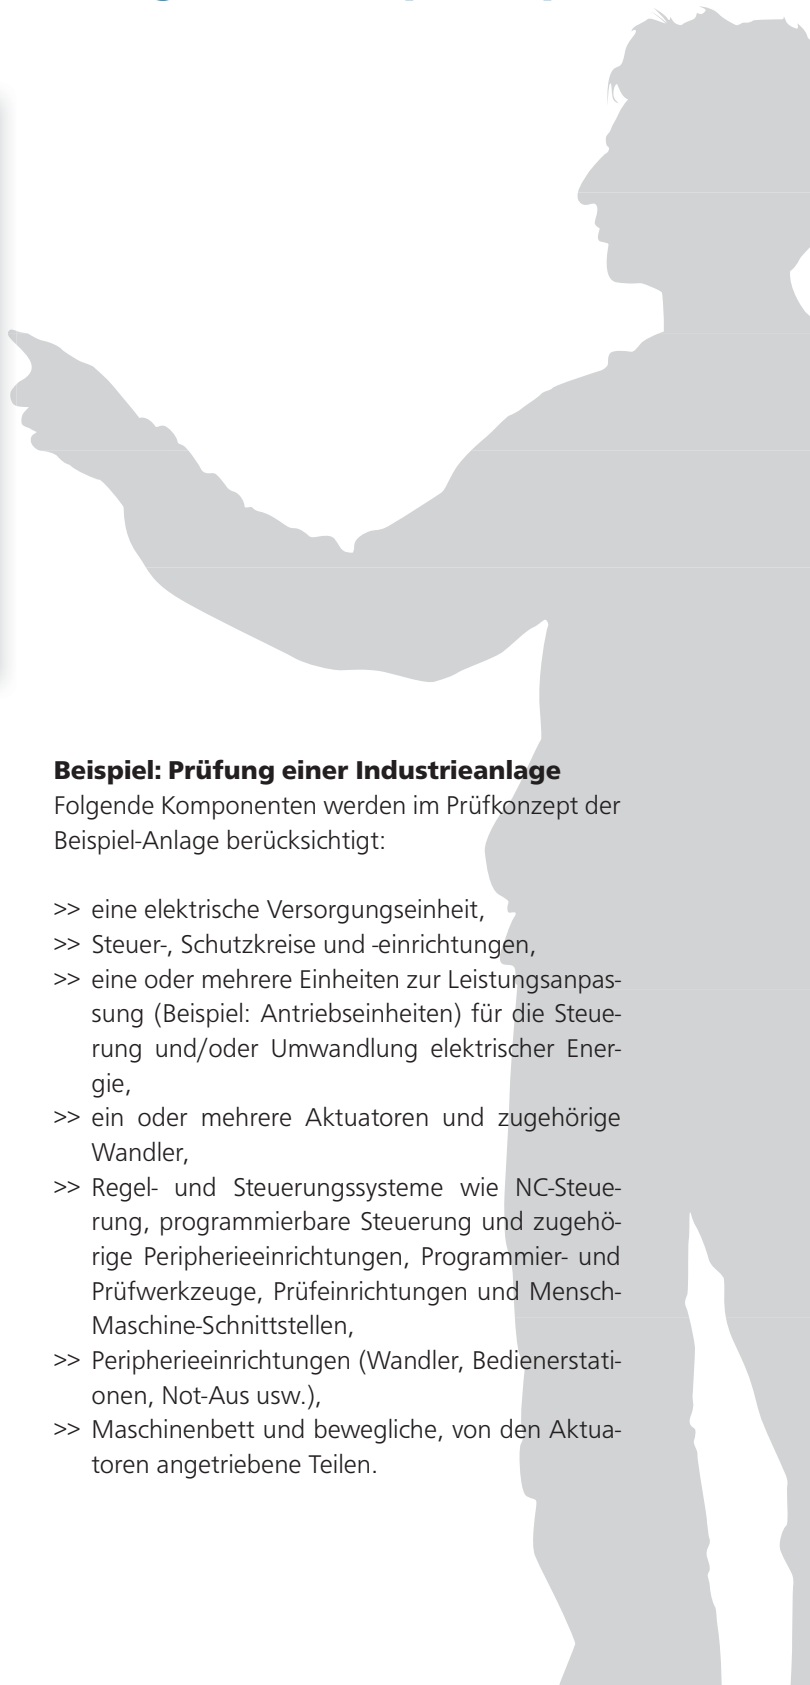 Beispiel: Prüfung einer Industrieanlage
Folgende Komponenten werden im Prüfkonzept der
Beispiel-Anlage berücksichtigt:
>> eine elektrische Versorgungseinheit,
>> Steuer-, Schutzkreise und -einrichtungen,
>> eine oder mehrere Einheiten zur Leistungsanpas-
sung (Beispiel: Antriebseinheiten) für die Steue-
rung und/oder Umwandlung elektrischer Ener-
gie,
>> ein oder mehrere Aktuatoren und zugehörige
Wandler,
>> Regel- und Steuerungssysteme wie NC-Steue-
rung, programmierbare Steuerung und zugehö-
rige Peripherieeinrichtungen, Programmier- und
Prüfwerkzeuge, Prüfeinrichtungen und Mensch-
Maschine-Schnittstellen,
>> Peripherieeinrichtungen (Wandler, Bedienerstati-
onen, Not-Aus usw.),
>> Maschinenbett und bewegliche, von den Aktua-
toren angetriebene Teilen.